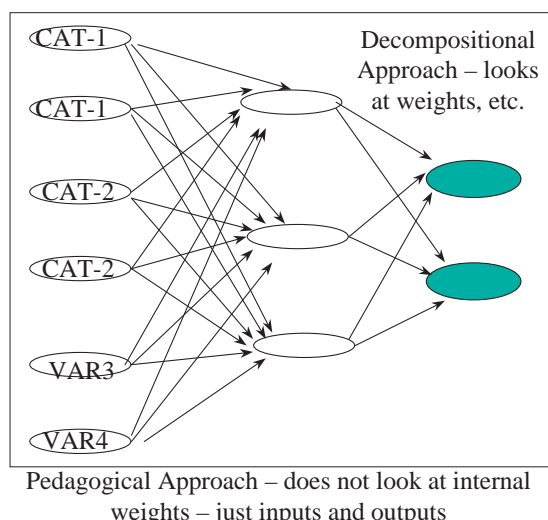 CAT-1
Decompositional
Approach – looks
at weights, etc.
CAT-1
CAT-2
CAT-2
VAR3
VAR4
Pedagogical Approach – does not look at internal
weights – just inputs and outputs